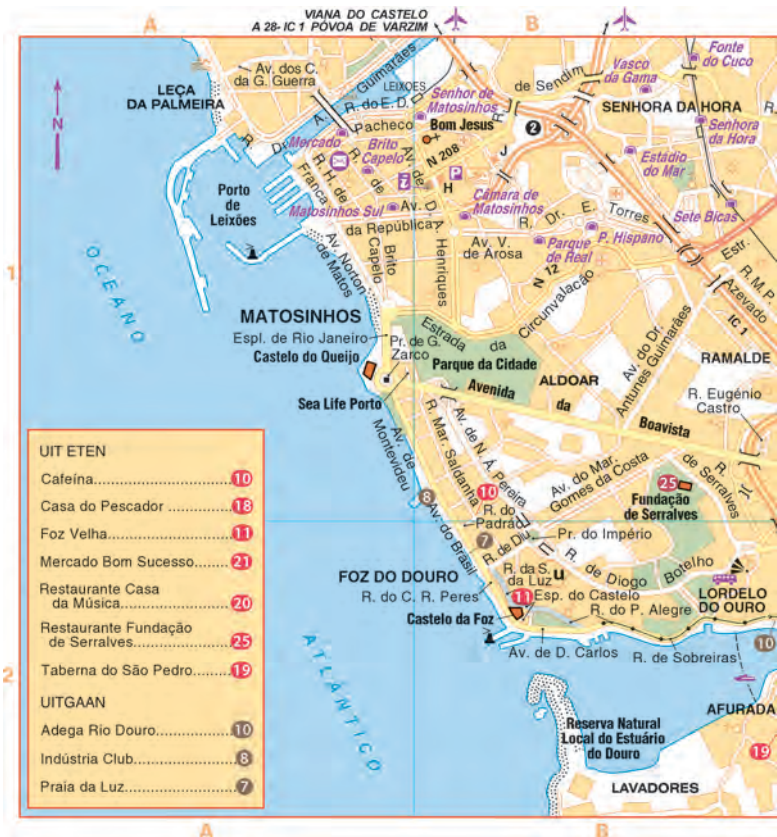 VIANA DO CASTELO
A 28- IC 1 PÓVOA DE VARZIM
A
B
Av. dos C.
da G. Guerra
LEÇA
DA PALMEIRA
Guimarães
LEIXOES
R. do E. D.
Pacheco
R.
D.
A.
Senhor de
Matosinhos
Bom Jesus
R.
de Sendim
Vasco
da Gama
Fonte
do Cuco
SENHORA DA HORA
Senhora
da Hora
2
J
N
Mercado
Brito
Capelo
N 208
P
H
Av. de
R. de
R. H. de
França
Estádio
do Mar
Porto
de
Leixões
Matosinhos Sul
Av. D.
da República
A.
Henriques
Câmara de
Matosinhos
R. Dr. E. Torres
Sete Bicas
Av. V.
de Arosa
Parque
de Real
P. Hispano
Estr.
R. M. P.
Azevado
IC 1
N 12
Circunvalação
Av. Norton
de Matos
Brito
Capelo
1
OCEANO
MATOSINHOS
Espl. de Rio Janeiro
Castelo do Queijo
Pr. de G.
Zarco
Estrada
da
Parque da Cidade
Sea Life Porto
Avenida
da
Boavista
ALDOAR
Av. do Dr.
Antunes Guimarães
RAMALDE
R. Eugénio
Castro
Av. de
Montevideu
R. Mar. Saldanha
Av. de N. Á. Pereira
Av. do Mar.
Gomes da Costa
R.
de Serralves
25
Fundação
de Serralves
8
10
R. do
Padrão
7
Av. do Brasil
R. de Diu
Pr. do Império
R. de Diogo
Botelho
FOZ DO DOURO
R. do C. R. Peres
R. da S.
da Luz
u
11
Esp. do Castelo
Castelo da Foz
R. do P. Alegre
LORDELO
DO OURO
Av. de D. Carlos
R. de Sobreiras
10
2
ATLÂNTICO
Reserva Natural
Local do Estuário
do Douro
AFURADA
19
LAVADORES
UIT ETEN
Cafeína 10
Casa do Pescador 18
Foz Velha 11
Mercado Bom Sucesso 21
Restaurante Casa
da Música 20
Restaurante Fundação
de Serralves 25
Taberna do São Pedro 19
UITGAAN
Adega Rio Douro 10
Indústria Club 8
Praia da Luz 7
A
B